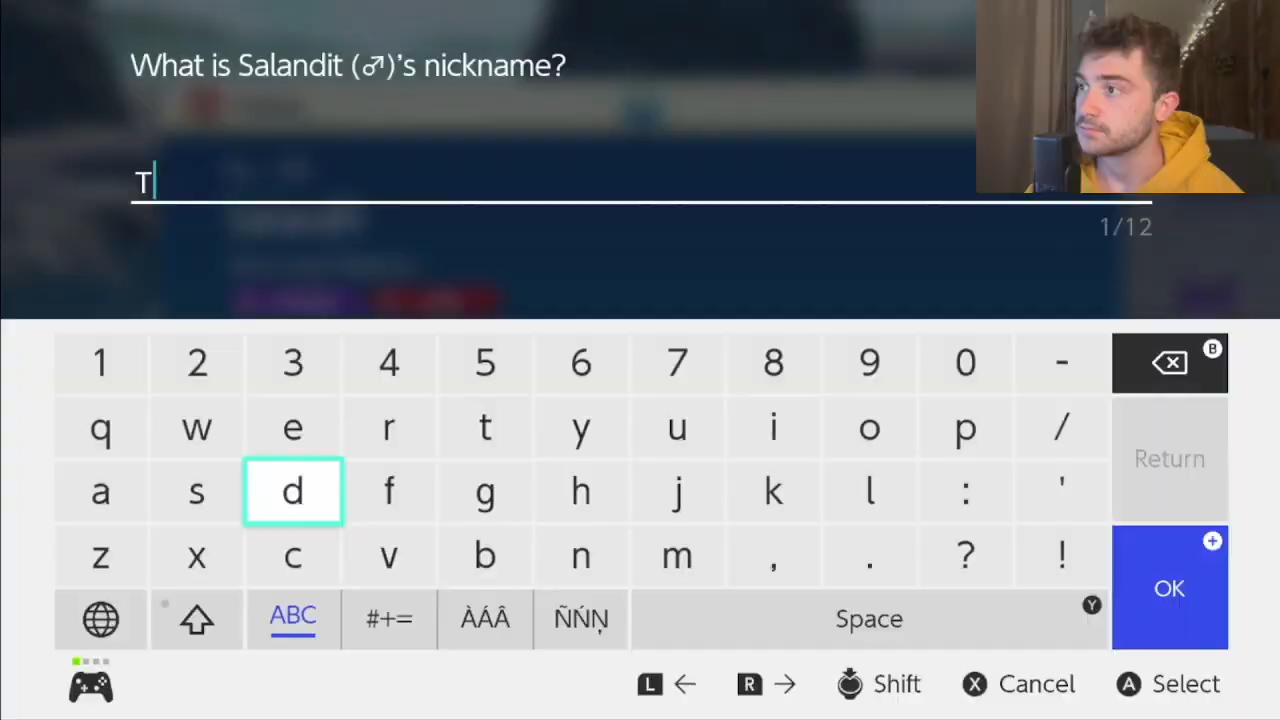 What is Salandit (♂)'s nickname?
T
1/12
1 2 3 4 5 6 7 8 9 0 - B
q w e r t y u i o p / Return
a s d f g h j k l : '
z x c v b n m , . ? ! + OK
ABC #+= ÀÁÂ ÑŃŅ Space Y
L ← R → Shift X Cancel A Select